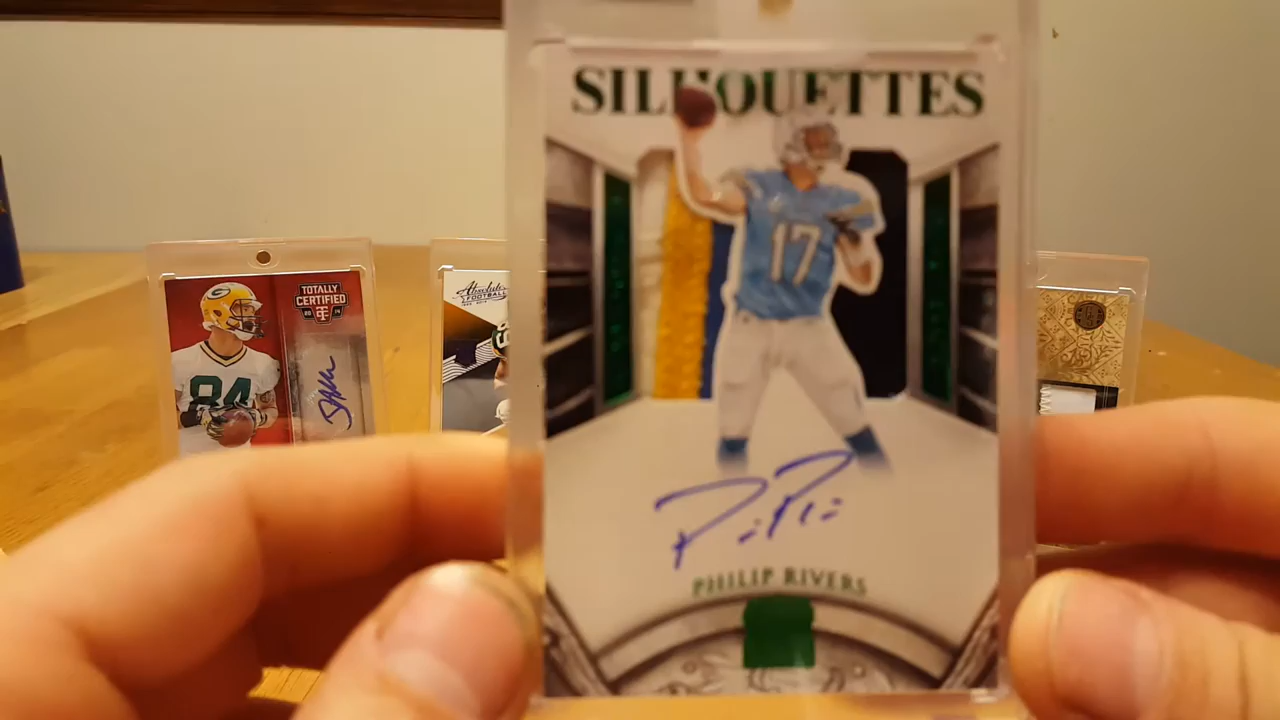 SILHOUETTES
17
PHILIP RIVERS
TOTALLY
CERTIFIED
84
Absolute
FOOTBALL